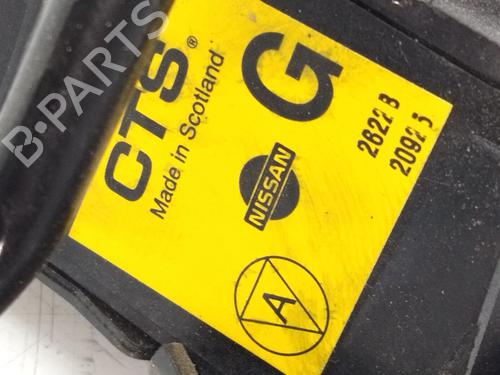 CTS®
Made in Scotland
G
NISSAN
A
2622 B
2092 5
B-PARTS